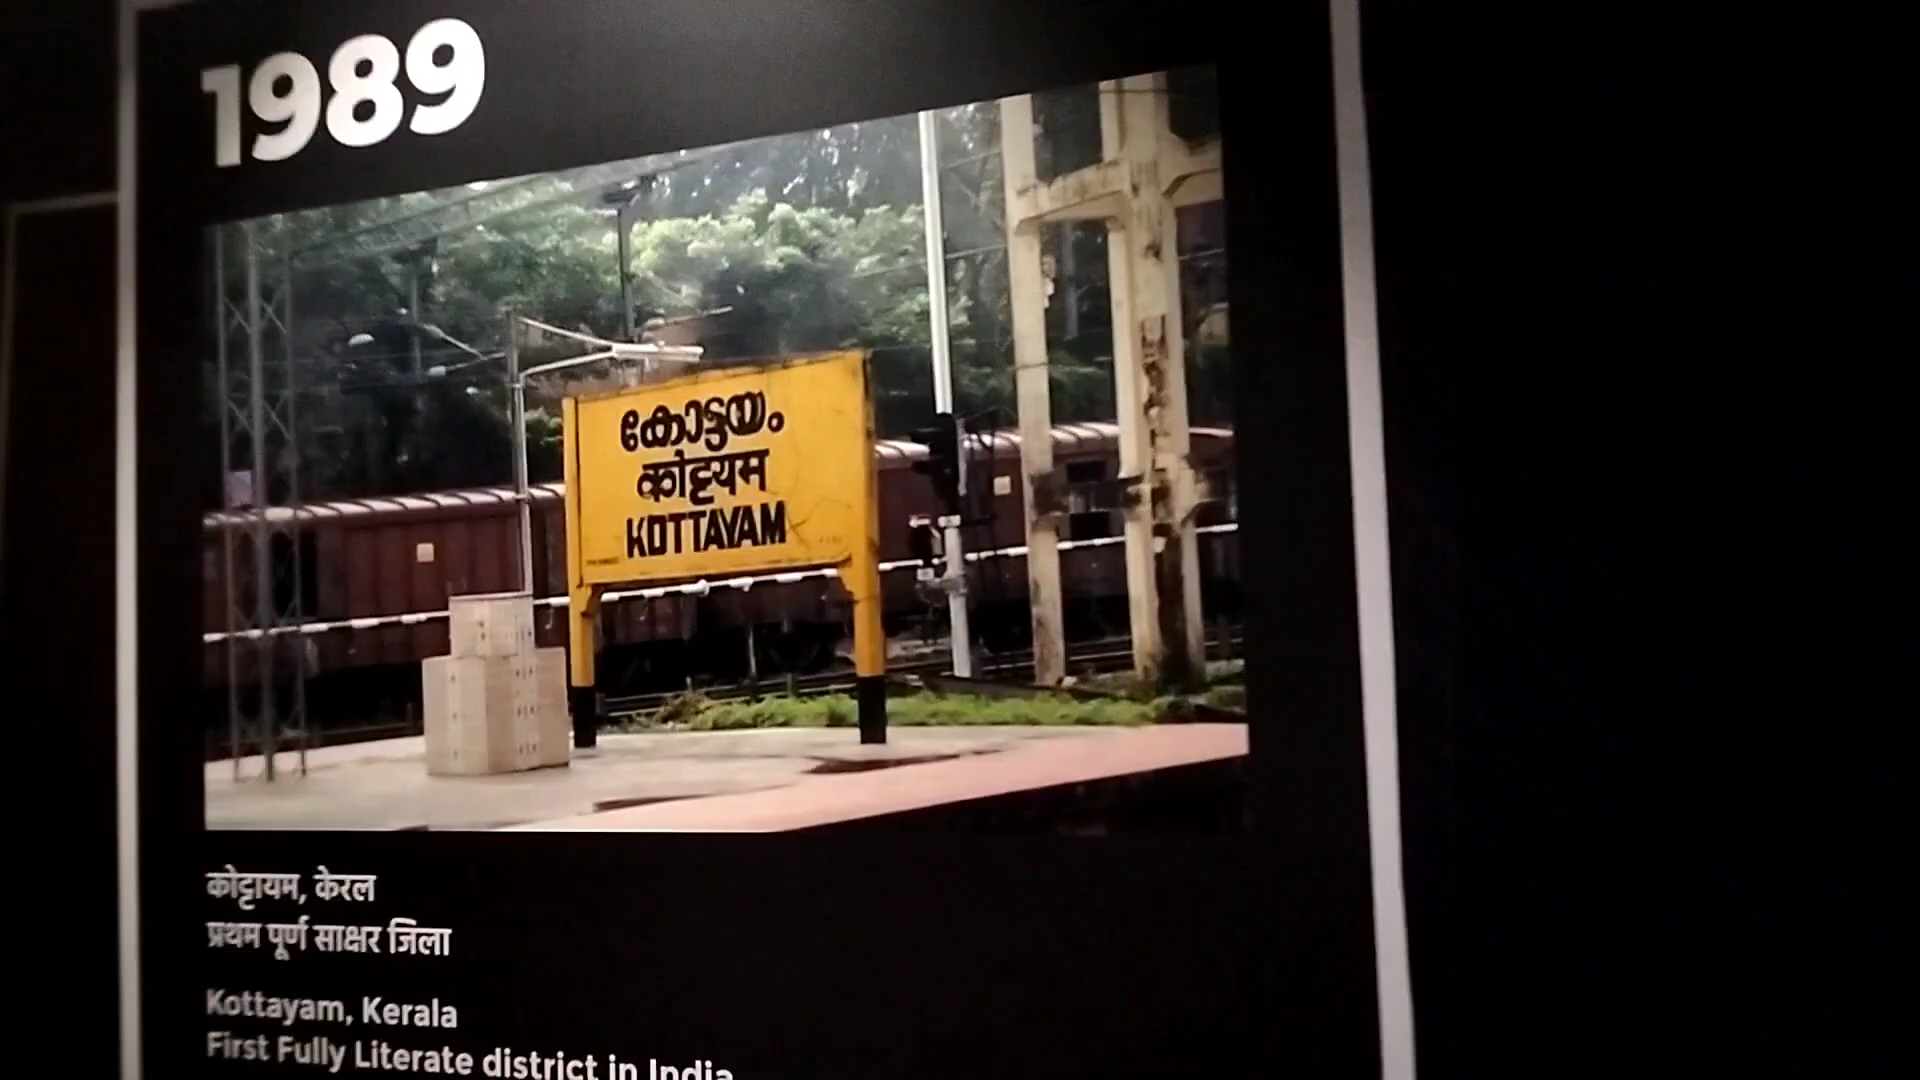 1989
കോട്ടയം
कोट्टयम
KOTTAYAM
कोट्टायम, केरल
प्रथम पूर्ण साक्षर जिला
Kottayam, Kerala
First Fully Literate district in India